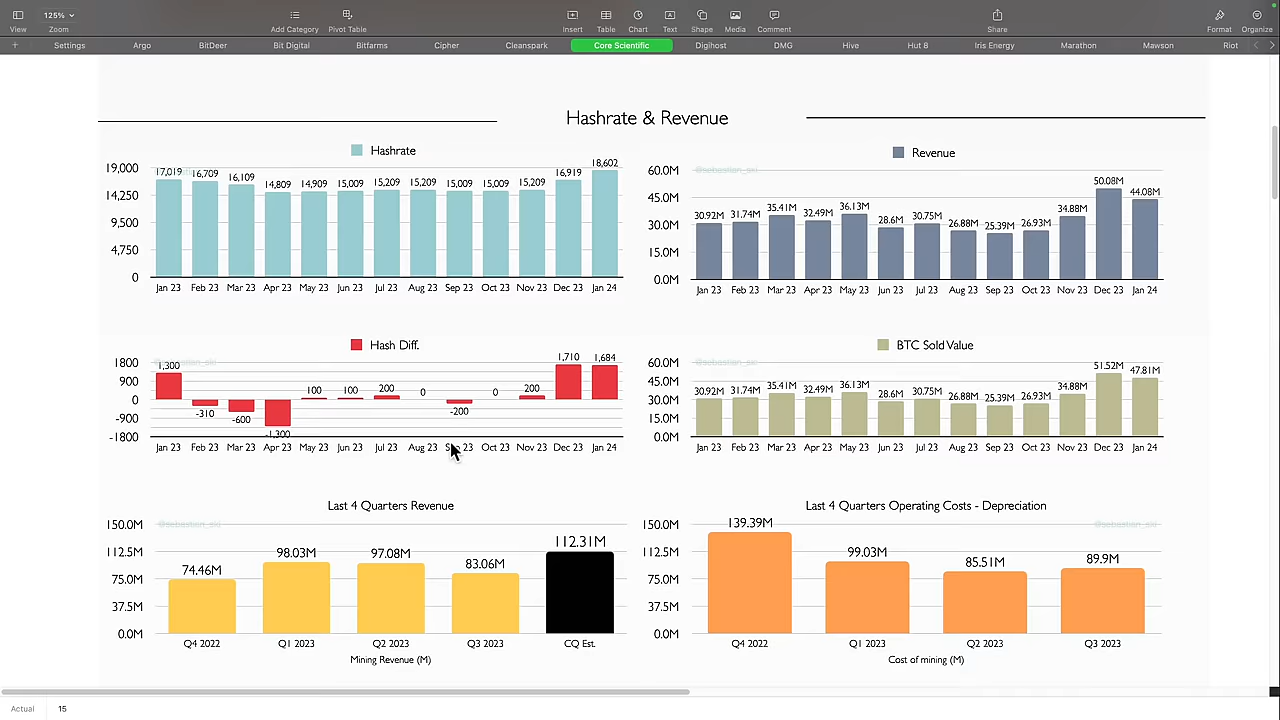 125%
View
Zoom
Add Category
Pivot Table
Insert
Table
Chart
Text
Shape
Media
Comment
Share
Format
Organize
+ Settings Argo BitDeer Bit Digital Bitfarms Cipher Cleanspark Core Scientific Digihost DMG Hive Hut 8 Iris Energy Marathon Mawson Riot
Hashrate & Revenue
Hashrate
19,000
14,250
9,500
4,750
0
17,019 16,709 16,109 14,809 14,909 15,009 15,209 15,209 15,009 15,009 15,209 16,919 18,602
Jan 23 Feb 23 Mar 23 Apr 23 May 23 Jun 23 Jul 23 Aug 23 Sep 23 Oct 23 Nov 23 Dec 23 Jan 24
Revenue
@sebastian_ski
60.0M
45.0M
30.0M
15.0M
0.0M
30.92M 31.74M 35.41M 32.49M 36.13M 28.6M 30.75M 26.88M 25.39M 26.93M 34.88M 50.08M 44.08M
Jan 23 Feb 23 Mar 23 Apr 23 May 23 Jun 23 Jul 23 Aug 23 Sep 23 Oct 23 Nov 23 Dec 23 Jan 24
Hash Diff.
@sebastian_ski
1800
900
0
-900
-1800
1,300 -310 -600 -1,300 100 100 200 0 -200 0 200 1,710 1,684
Jan 23 Feb 23 Mar 23 Apr 23 May 23 Jun 23 Jul 23 Aug 23 Sep 23 Oct 23 Nov 23 Dec 23 Jan 24
BTC Sold Value
@sebastian_ski
60.0M
45.0M
30.0M
15.0M
0.0M
30.92M 31.74M 35.41M 32.49M 36.13M 28.6M 30.75M 26.88M 25.39M 26.93M 34.88M 51.52M 47.81M
Jan 23 Feb 23 Mar 23 Apr 23 May 23 Jun 23 Jul 23 Aug 23 Sep 23 Oct 23 Nov 23 Dec 23 Jan 24
Last 4 Quarters Revenue
@sebastian_ski
150.0M
112.5M
75.0M
37.5M
0.0M
74.46M 98.03M 97.08M 83.06M 112.31M
Q4 2022 Q1 2023 Q2 2023 Q3 2023 CQ Est.
Mining Revenue (M)
Last 4 Quarters Operating Costs - Depreciation
@sebastian_ski
150.0M
112.5M
75.0M
37.5M
0.0M
139.39M 99.03M 85.51M 89.9M
Q4 2022 Q1 2023 Q2 2023 Q3 2023
Cost of mining (M)
Actual 15